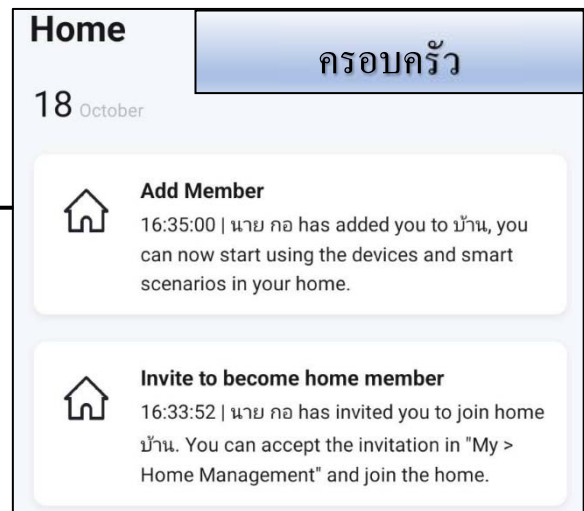 Home
ครอบครัว
18 October
Add Member
16:35:00 | นาย กอ has added you to บ้าน, you
can now start using the devices and smart
scenarios in your home.
Invite to become home member
16:33:52 | นาย กอ has invited you to join home
บ้าน. You can accept the invitation in "My >
Home Management" and join the home.